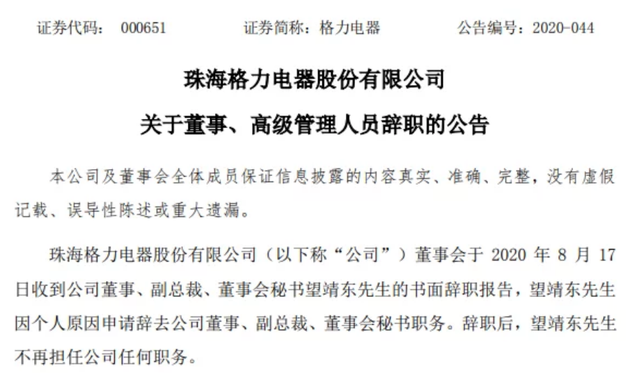 证券代码： 000651 证券简称：格力电器 公告编号：2020-044
珠海格力电器股份有限公司
关于董事、高级管理人员辞职的公告
本公司及董事会全体成员保证信息披露的内容真实、准确、完整，没有虚假
记载、误导性陈述或重大遗漏。
珠海格力电器股份有限公司（以下称“公司”）董事会于 2020 年 8 月 17
日收到公司董事、副总裁、董事会秘书望靖东先生的书面辞职报告，望靖东先生
因个人原因申请辞去公司董事、副总裁、董事会秘书职务。辞职后，望靖东先生
不再担任公司任何职务。